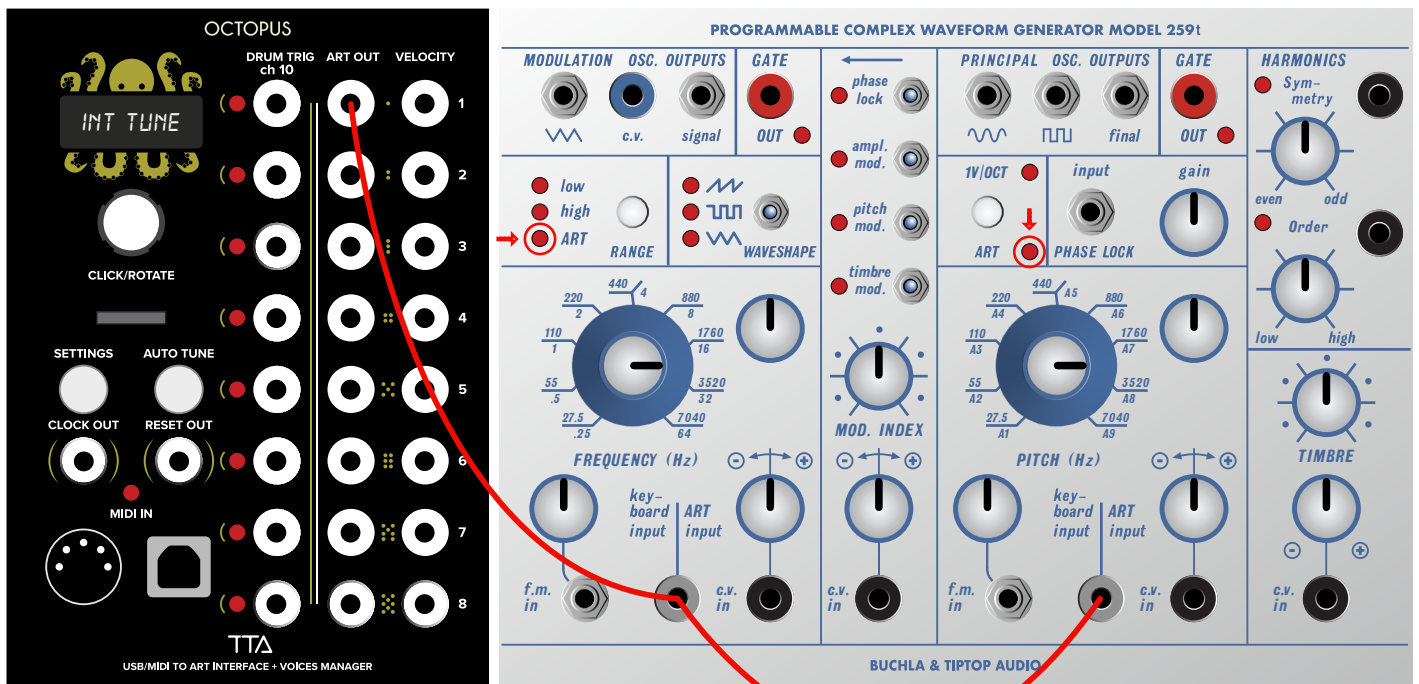 OCTOPUS
DRUM TRIG
ch 10
ART OUT
VELOCITY
INT TUNE
CLICK/ROTATE
SETTINGS
AUTO TUNE
CLOCK OUT
RESET OUT
MIDI IN
1
2
3
4
5
6
7
8
TTA
USB/MIDI TO ART INTERFACE + VOICES MANAGER
PROGRAMMABLE COMPLEX WAVEFORM GENERATOR MODEL 259t
MODULATION OSC. OUTPUTS
c.v.
signal
GATE
OUT
low
high
ART
RANGE
WAVESHAPE
phase
lock
ampl.
mod.
pitch
mod.
timbre
mod.
PRINCIPAL OSC. OUTPUTS
final
GATE
OUT
1V/OCT
ART
input
PHASE LOCK
gain
HARMONICS
Sym-
metry
even
odd
Order
low
high
440
4
220
2
880
8
110
1
1760
16
55
.5
3520
32
27.5
.25
7040
64
FREQUENCY (Hz)
MOD. INDEX
440
A5
220
A4
880
A6
110
A3
1760
A7
55
A2
3520
A8
27.5
A1
7040
A9
PITCH (Hz)
TIMBRE
key-
board
input
ART
input
f.m.
in
c.v.
in
c.v.
in
key-
board
input
ART
input
f.m.
in
c.v.
in
c.v.
in
BUCHLA & TIPTOP AUDIO